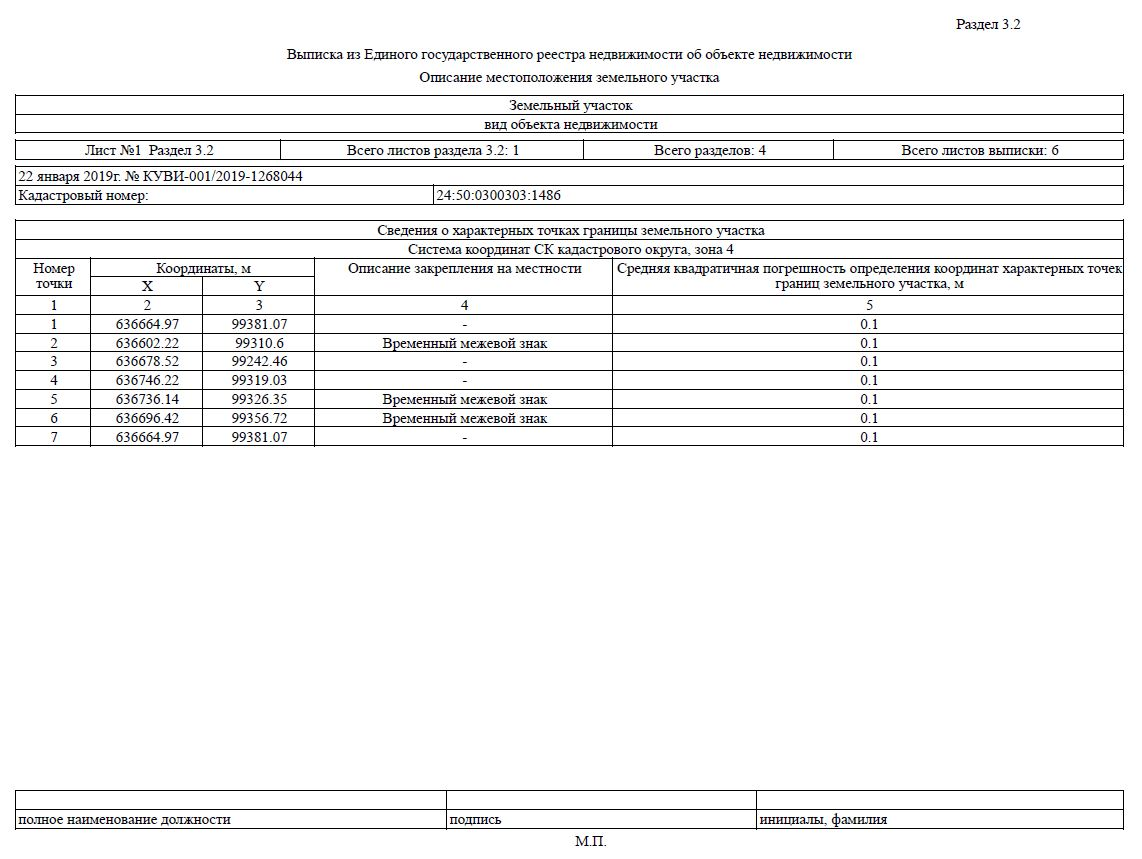 Раздел 3.2
Выписка из Единого государственного реестра недвижимости об объекте недвижимости
Описание местоположения земельного участка
Земельный участок
вид объекта недвижимости
Лист №1 Раздел 3.2 Всего листов раздела 3.2: 1 Всего разделов: 4 Всего листов выписки: 6
22 января 2019г. № КУВИ-001/2019-1268044
Кадастровый номер: 24:50:0300303:1486
Сведения о характерных точках границы земельного участка
Система координат СК кадастрового округа, зона 4
Номер точки Координаты, м Описание закрепления на местности Средняя квадратичная погрешность определения координат характерных точек границ земельного участка, м
X Y
1 2 3 4 5
1 636664.97 99381.07 - 0.1
2 636602.22 99310.6 Временный межевой знак 0.1
3 636678.52 99242.46 - 0.1
4 636746.22 99319.03 - 0.1
5 636736.14 99326.35 Временный межевой знак 0.1
6 636696.42 99356.72 Временный межевой знак 0.1
7 636664.97 99381.07 - 0.1
полное наименование должности подпись инициалы, фамилия
М.П.